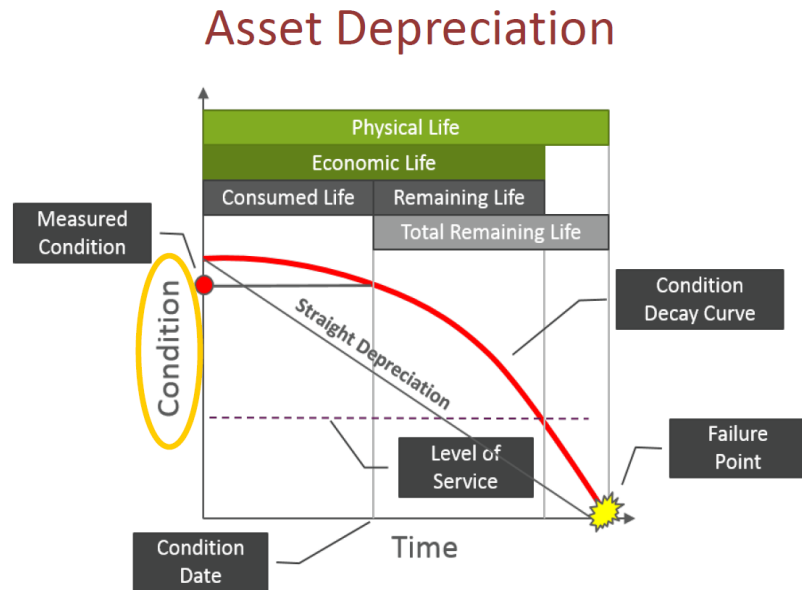 Asset Depreciation
Physical Life
Economic Life
Consumed Life
Remaining Life
Total Remaining Life
Measured
Condition
Condition
Straight Depreciation
Condition
Decay Curve
Level of
Service
Failure
Point
Condition
Date
Time